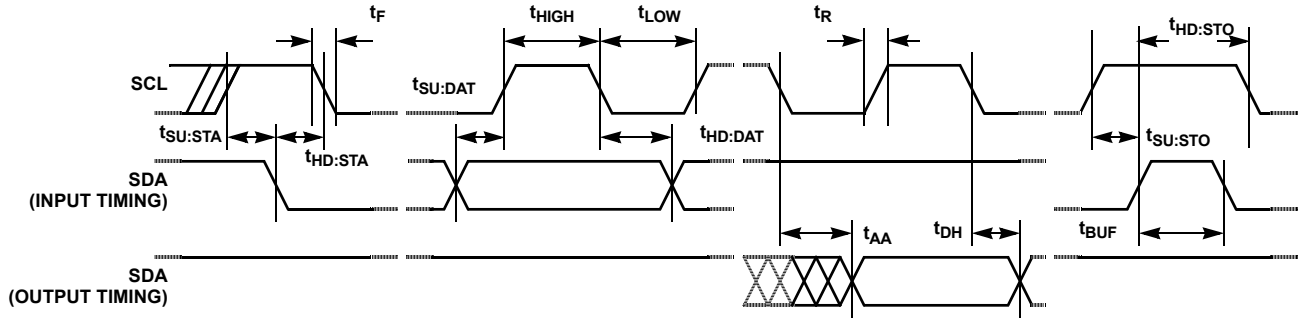 tF
tHIGH
tLOW
tR
tHD:STO
SCL
tSU:DAT
tSU:STA
tHD:STA
tHD:DAT
tSU:STO
SDA
(INPUT TIMING)
tAA
tDH
tBUF
SDA
(OUTPUT TIMING)